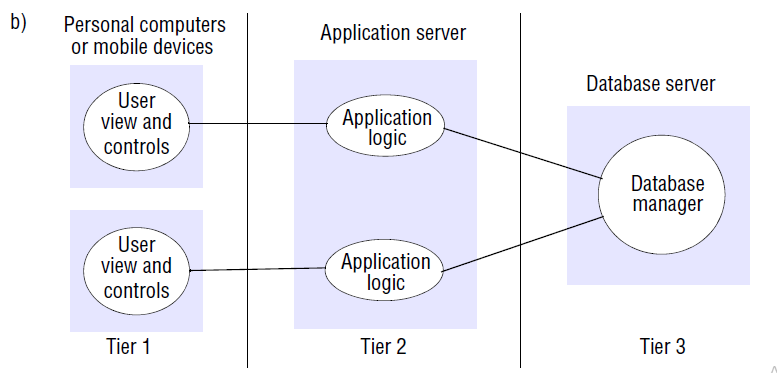 b)
Personal computers
or mobile devices
Application server
Database server
User
view and
controls
Application
logic
Database
manager
User
view and
controls
Application
logic
Tier 1
Tier 2
Tier 3